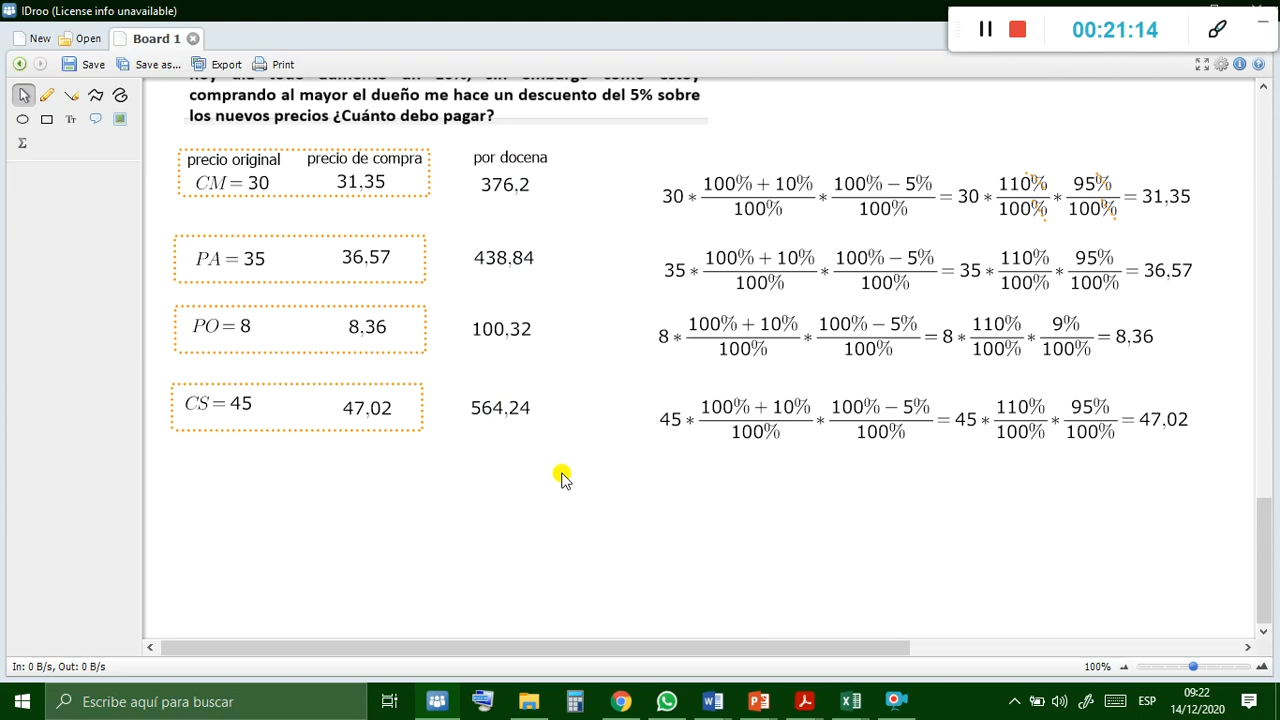 IDroo (License info unavailable)
New Open Board 1
00:21:14
Save Save as... Export Print
comprando al mayor el dueño me hace un descuento del 5% sobre
los nuevos precios ¿Cuánto debo pagar?
precio original precio de compra por docena
CM = 30 31,35 376,2
30 * (100% + 10%)/100% * (100% − 5%)/100% = 30 * 110%/100% * 95%/100% = 31,35
PA = 35 36,57 438,84
35 * (100% + 10%)/100% * (100% − 5%)/100% = 35 * 110%/100% * 95%/100% = 36,57
PO = 8 8,36 100,32
8 * (100% + 10%)/100% * (100% − 5%)/100% = 8 * 110%/100% * 9%/100% = 8,36
CS = 45 47,02 564,24
45 * (100% + 10%)/100% * (100% − 5%)/100% = 45 * 110%/100% * 95%/100% = 47,02
Tr
Σ
In: 0 B/s, Out: 0 B/s
100%
Escribe aquí para buscar
ESP
09:22
14/12/2020